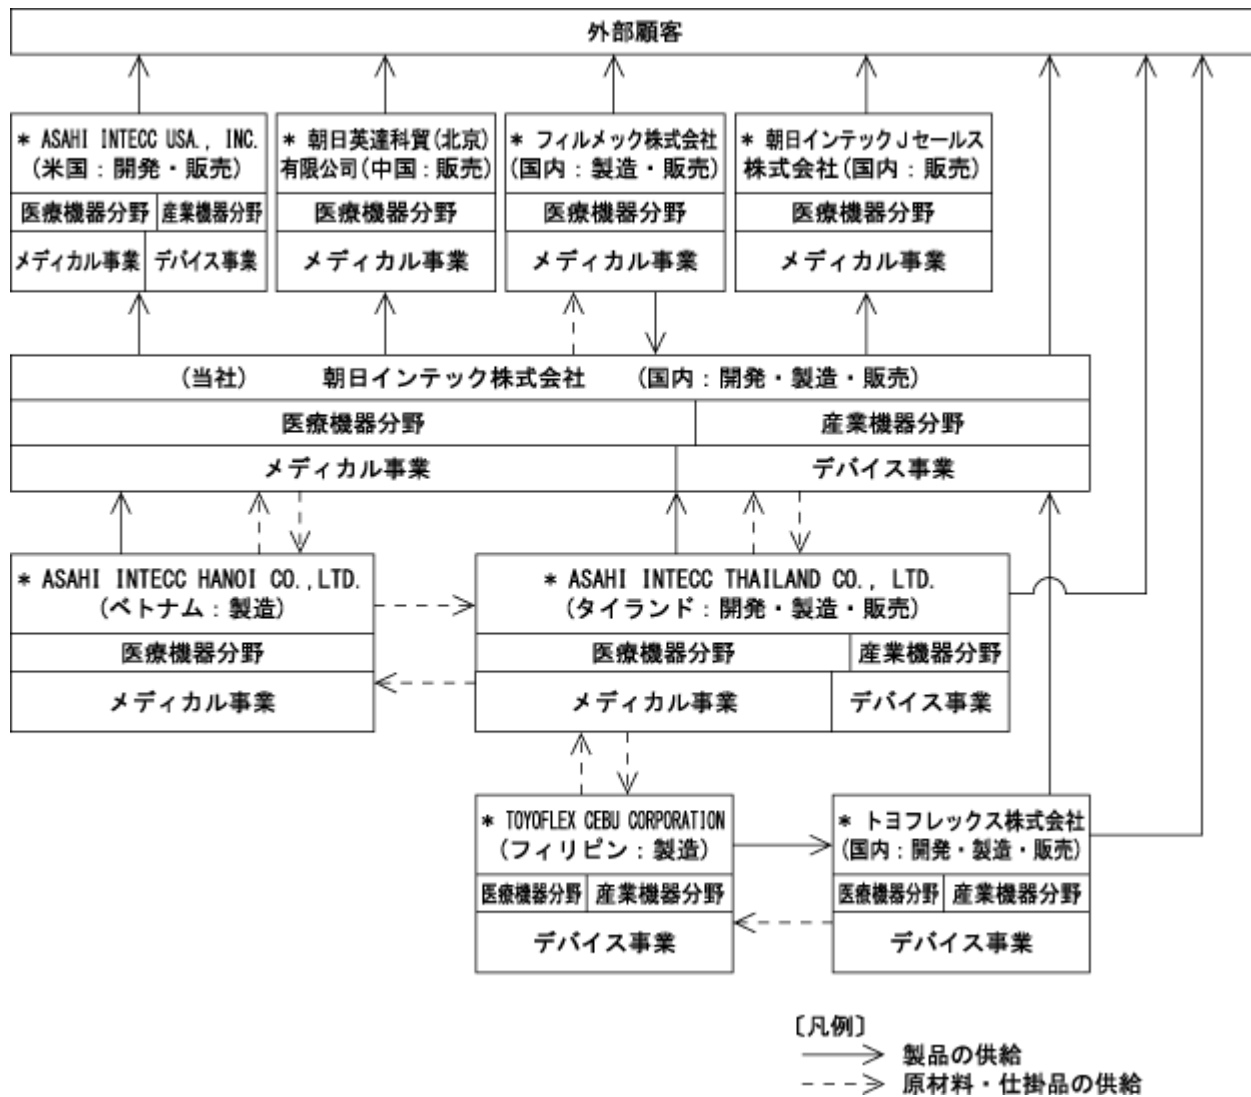 外部顧客
* ASAHI INTECC USA., INC.
(米国：開発・販売)
医療機器分野
産業機器分野
メディカル事業
デバイス事業
* 朝日英達科貿(北京)
有限公司(中国：販売)
医療機器分野
メディカル事業
* フィルメック株式会社
(国内：製造・販売)
医療機器分野
メディカル事業
* 朝日インテックＪセールス
株式会社(国内：販売)
医療機器分野
メディカル事業
(当社) 朝日インテック株式会社 (国内：開発・製造・販売)
医療機器分野
産業機器分野
メディカル事業
デバイス事業
* ASAHI INTECC HANOI CO.,LTD.
(ベトナム：製造)
医療機器分野
メディカル事業
* ASAHI INTECC THAILAND CO., LTD.
(タイランド：開発・製造・販売)
医療機器分野
産業機器分野
メディカル事業
デバイス事業
* TOYOFLEX CEBU CORPORATION
(フィリピン：製造)
医療機器分野
産業機器分野
デバイス事業
* トヨフレックス株式会社
(国内：開発・製造・販売)
医療機器分野
産業機器分野
デバイス事業
〔凡例〕
製品の供給
原材料・仕掛品の供給